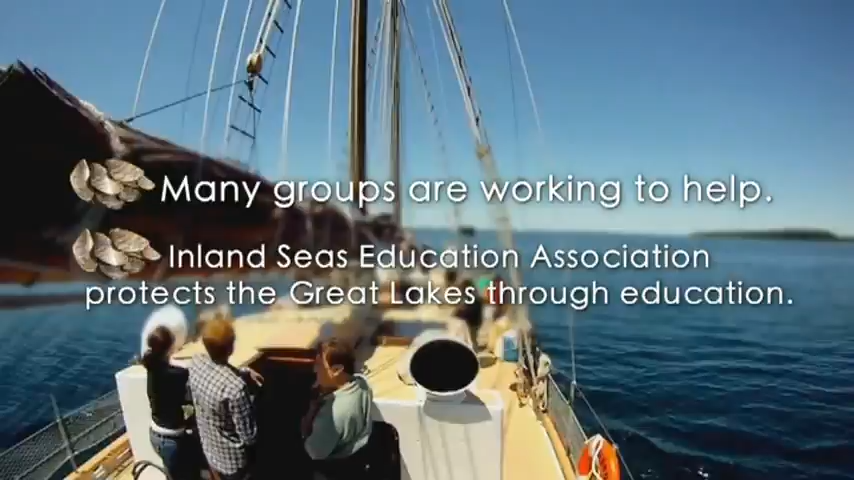 Many groups are working to help.
Inland Seas Education Association
protects the Great Lakes through education.